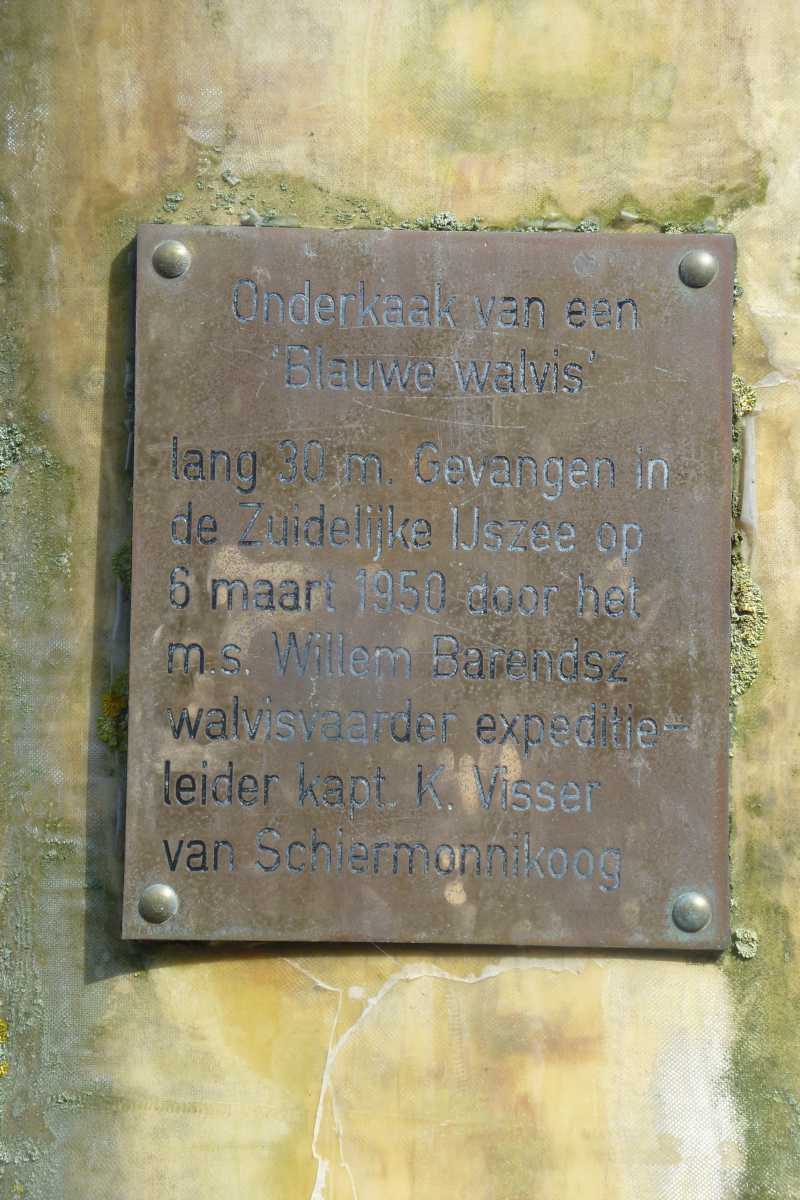 Onderkaak van een
'Blauwe walvis'
lang 30 m. Gevangen in
de Zuidelijke IJszee op
6 maart 1950 door het
m.s. Willem Barendsz
walvisvaarder expeditie-
leider kapt. K. Visser
van Schiermonnikoog